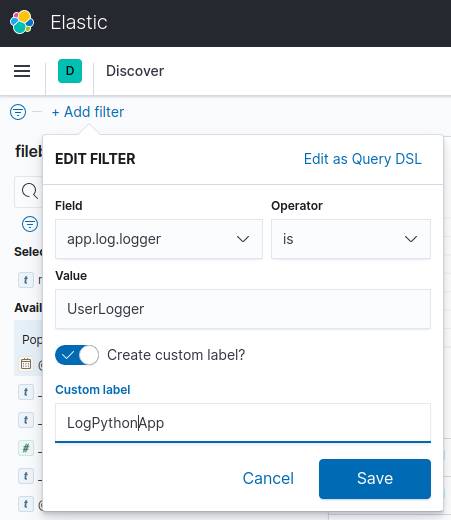 Elastic
D Discover
+ Add filter
EDIT FILTER Edit as Query DSL
Field Operator
app.log.logger is
Value
UserLogger
Create custom label?
Custom label
LogPythonApp
Cancel Save
fileb
Selec
t
Avail
Pop
t
t
#
t
t